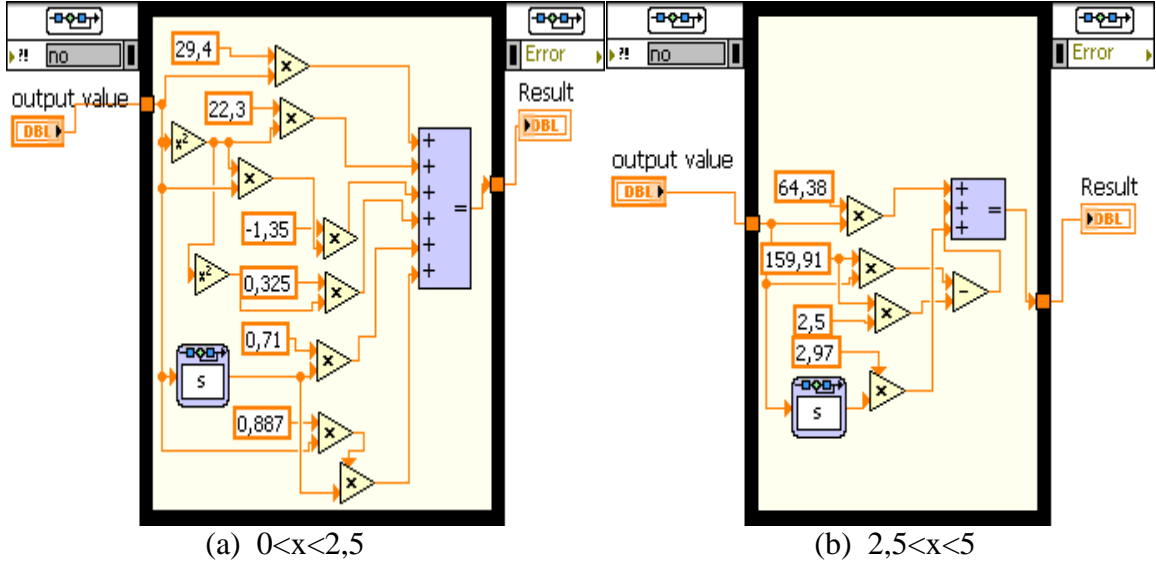 ?! no
Error
output value
DBL
29,4
×
22,3
×
x²
×
-1,35
×
x²
0,325
×
0,71
×
s
0,887
×
×
+
+
+
+
+
+
=
Result
DBL
(a) 0<x<2,5
?! no
Error
output value
DBL
64,38
×
159,91
×
2,5
×
2,97
×
s
−
+
+
+
=
Result
DBL
(b) 2,5<x<5